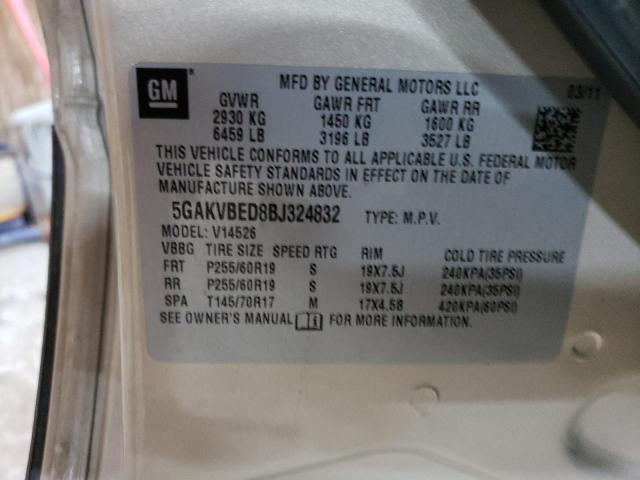 GM ® MFD BY GENERAL MOTORS LLC 03/11
GVWR GAWR FRT GAWR RR
2930 KG 1450 KG 1600 KG
6459 LB 3196 LB 3527 LB
THIS VEHICLE CONFORMS TO ALL APPLICABLE U.S. FEDERAL MOTOR
VEHICLE SAFETY STANDARDS IN EFFECT ON THE DATE OF
MANUFACTURE SHOWN ABOVE.
5GAKVBED8BJ324832 TYPE: M.P.V.
MODEL: V14526
VBBG TIRE SIZE SPEED RTG RIM COLD TIRE PRESSURE
FRT P255/60R19 S 19X7.5J 240KPA(35PSI)
RR P255/60R19 S 19X7.5J 240KPA(35PSI)
SPA T145/70R17 M 17X4.5B 420KPA(60PSI)
SEE OWNER'S MANUAL FOR MORE INFORMATION.